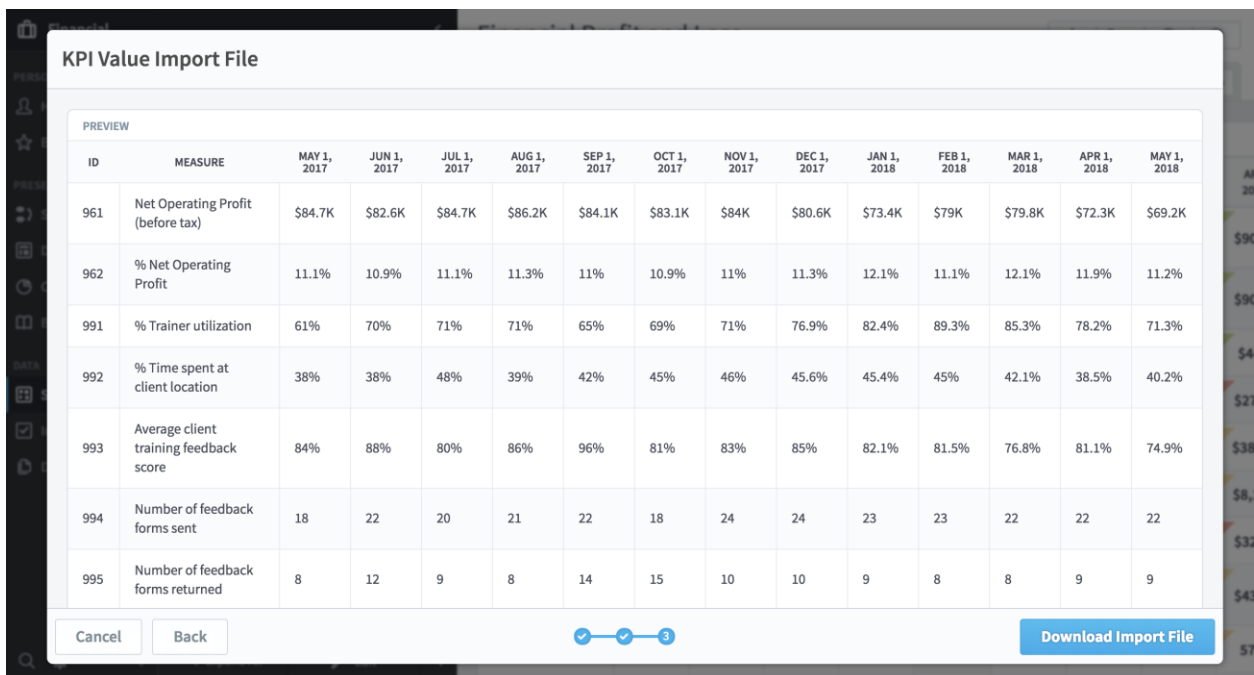 Financial
KPI Value Import File
PREVIEW
ID MEASURE MAY 1, 2017 JUN 1, 2017 JUL 1, 2017 AUG 1, 2017 SEP 1, 2017 OCT 1, 2017 NOV 1, 2017 DEC 1, 2017 JAN 1, 2018 FEB 1, 2018 MAR 1, 2018 APR 1, 2018 MAY 1, 2018
961 Net Operating Profit (before tax) $84.7K $82.6K $84.7K $86.2K $84.1K $83.1K $84K $80.6K $73.4K $79K $79.8K $72.3K $69.2K
962 % Net Operating Profit 11.1% 10.9% 11.1% 11.3% 11% 10.9% 11% 11.3% 12.1% 11.1% 12.1% 11.9% 11.2%
991 % Trainer utilization 61% 70% 71% 71% 65% 69% 71% 76.9% 82.4% 89.3% 85.3% 78.2% 71.3%
992 % Time spent at client location 38% 38% 48% 39% 42% 45% 46% 45.6% 45.4% 45% 42.1% 38.5% 40.2%
993 Average client training feedback score 84% 88% 80% 86% 96% 81% 83% 85% 82.1% 81.5% 76.8% 81.1% 74.9%
994 Number of feedback forms sent 18 22 20 21 22 18 24 24 23 23 22 22 22
995 Number of feedback forms returned 8 12 9 8 14 15 10 10 9 8 8 9 9
Cancel Back 3 Download Import File
DATA